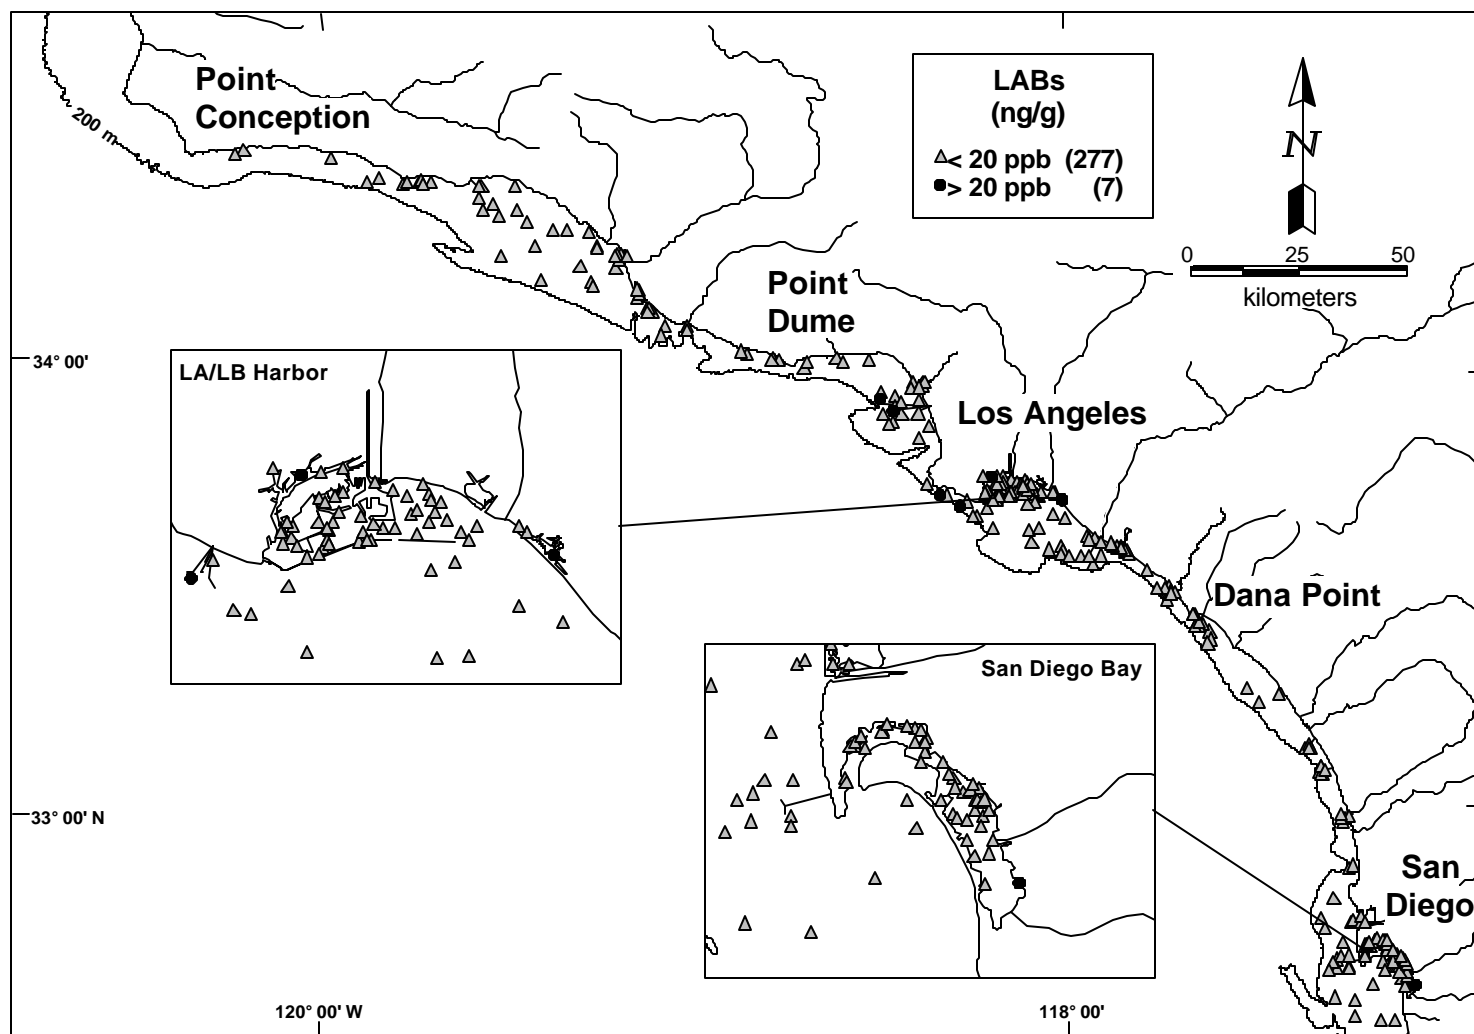 Point
Conception
200 m
LABs
(ng/g)
< 20 ppb (277)
> 20 ppb (7)
N
0 25 50
kilometers
Point
Dume
34° 00'
LA/LB Harbor
Los Angeles
Dana Point
San Diego Bay
33° 00' N
San
Diego
120° 00' W
118° 00'